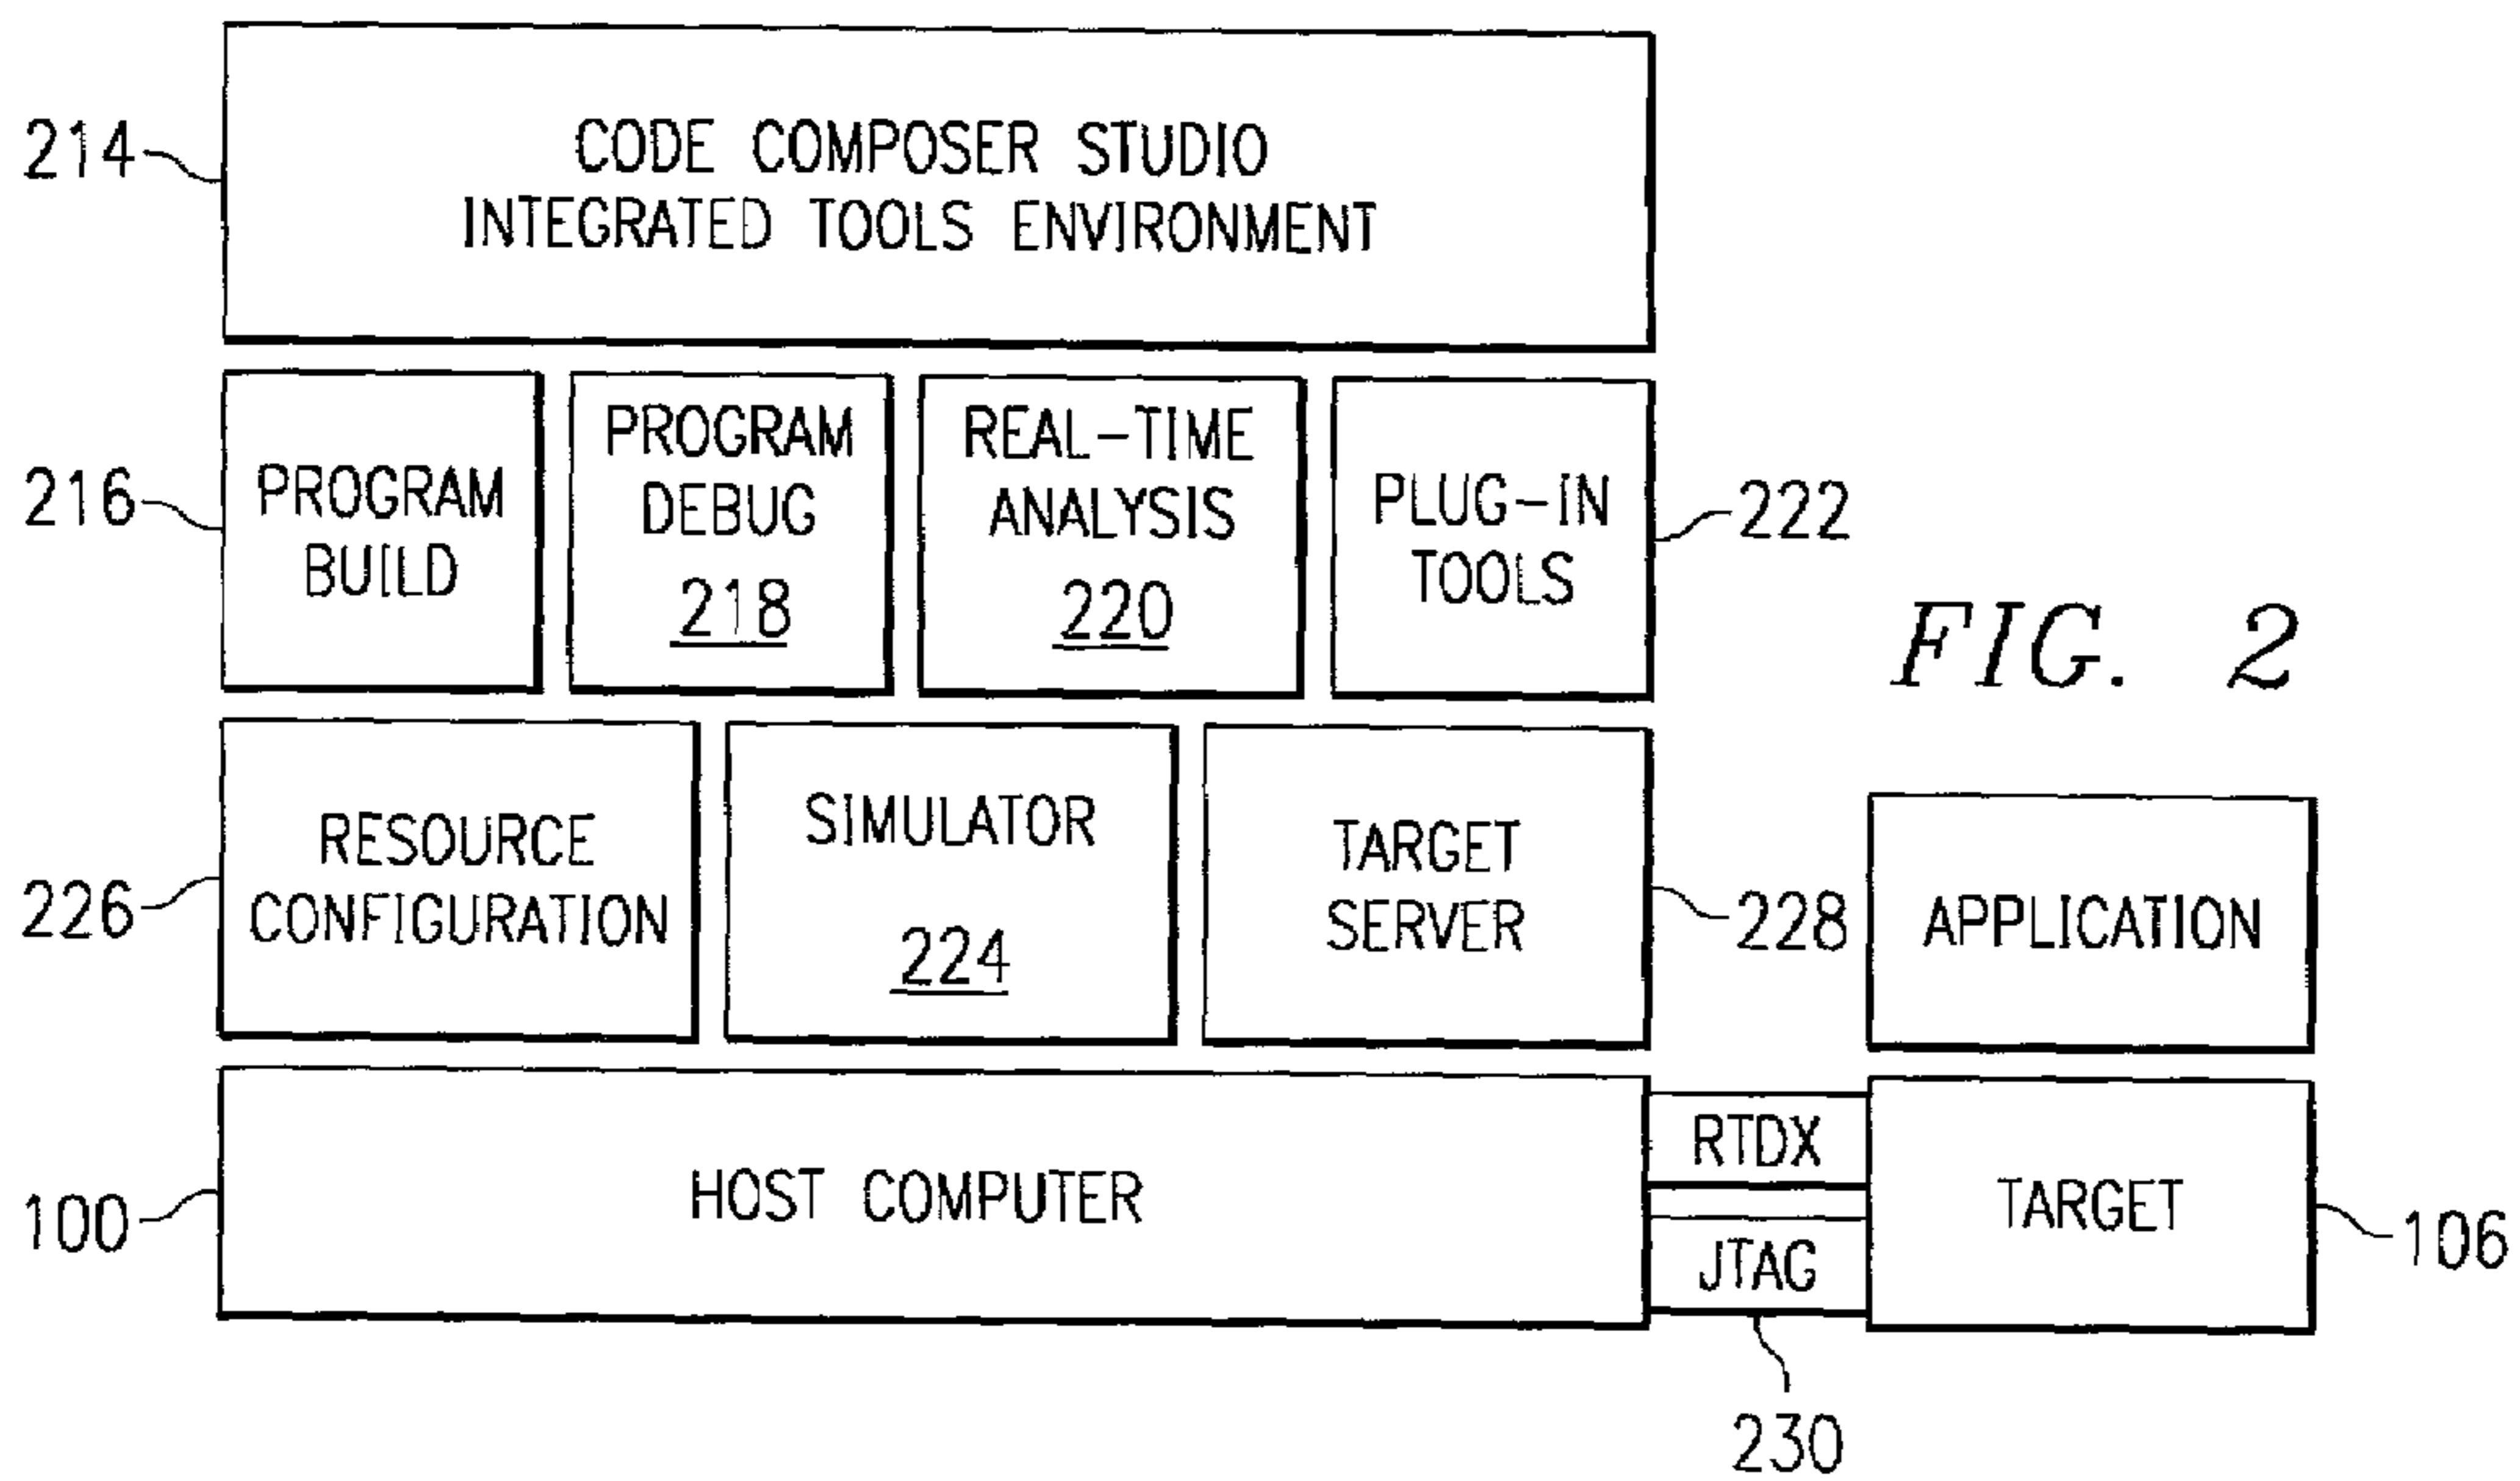 CODE COMPOSER STUDIO
INTEGRATED TOOLS ENVIRONMENT
214
PROGRAM
BUILD
216
PROGRAM
DEBUG
218
REAL-TIME
ANALYSIS
220
PLUG-IN
TOOLS
222
FIG. 2
RESOURCE
CONFIGURATION
226
SIMULATOR
224
TARGET
SERVER
228
APPLICATION
HOST COMPUTER
100
RTDX
JTAG
230
TARGET
106